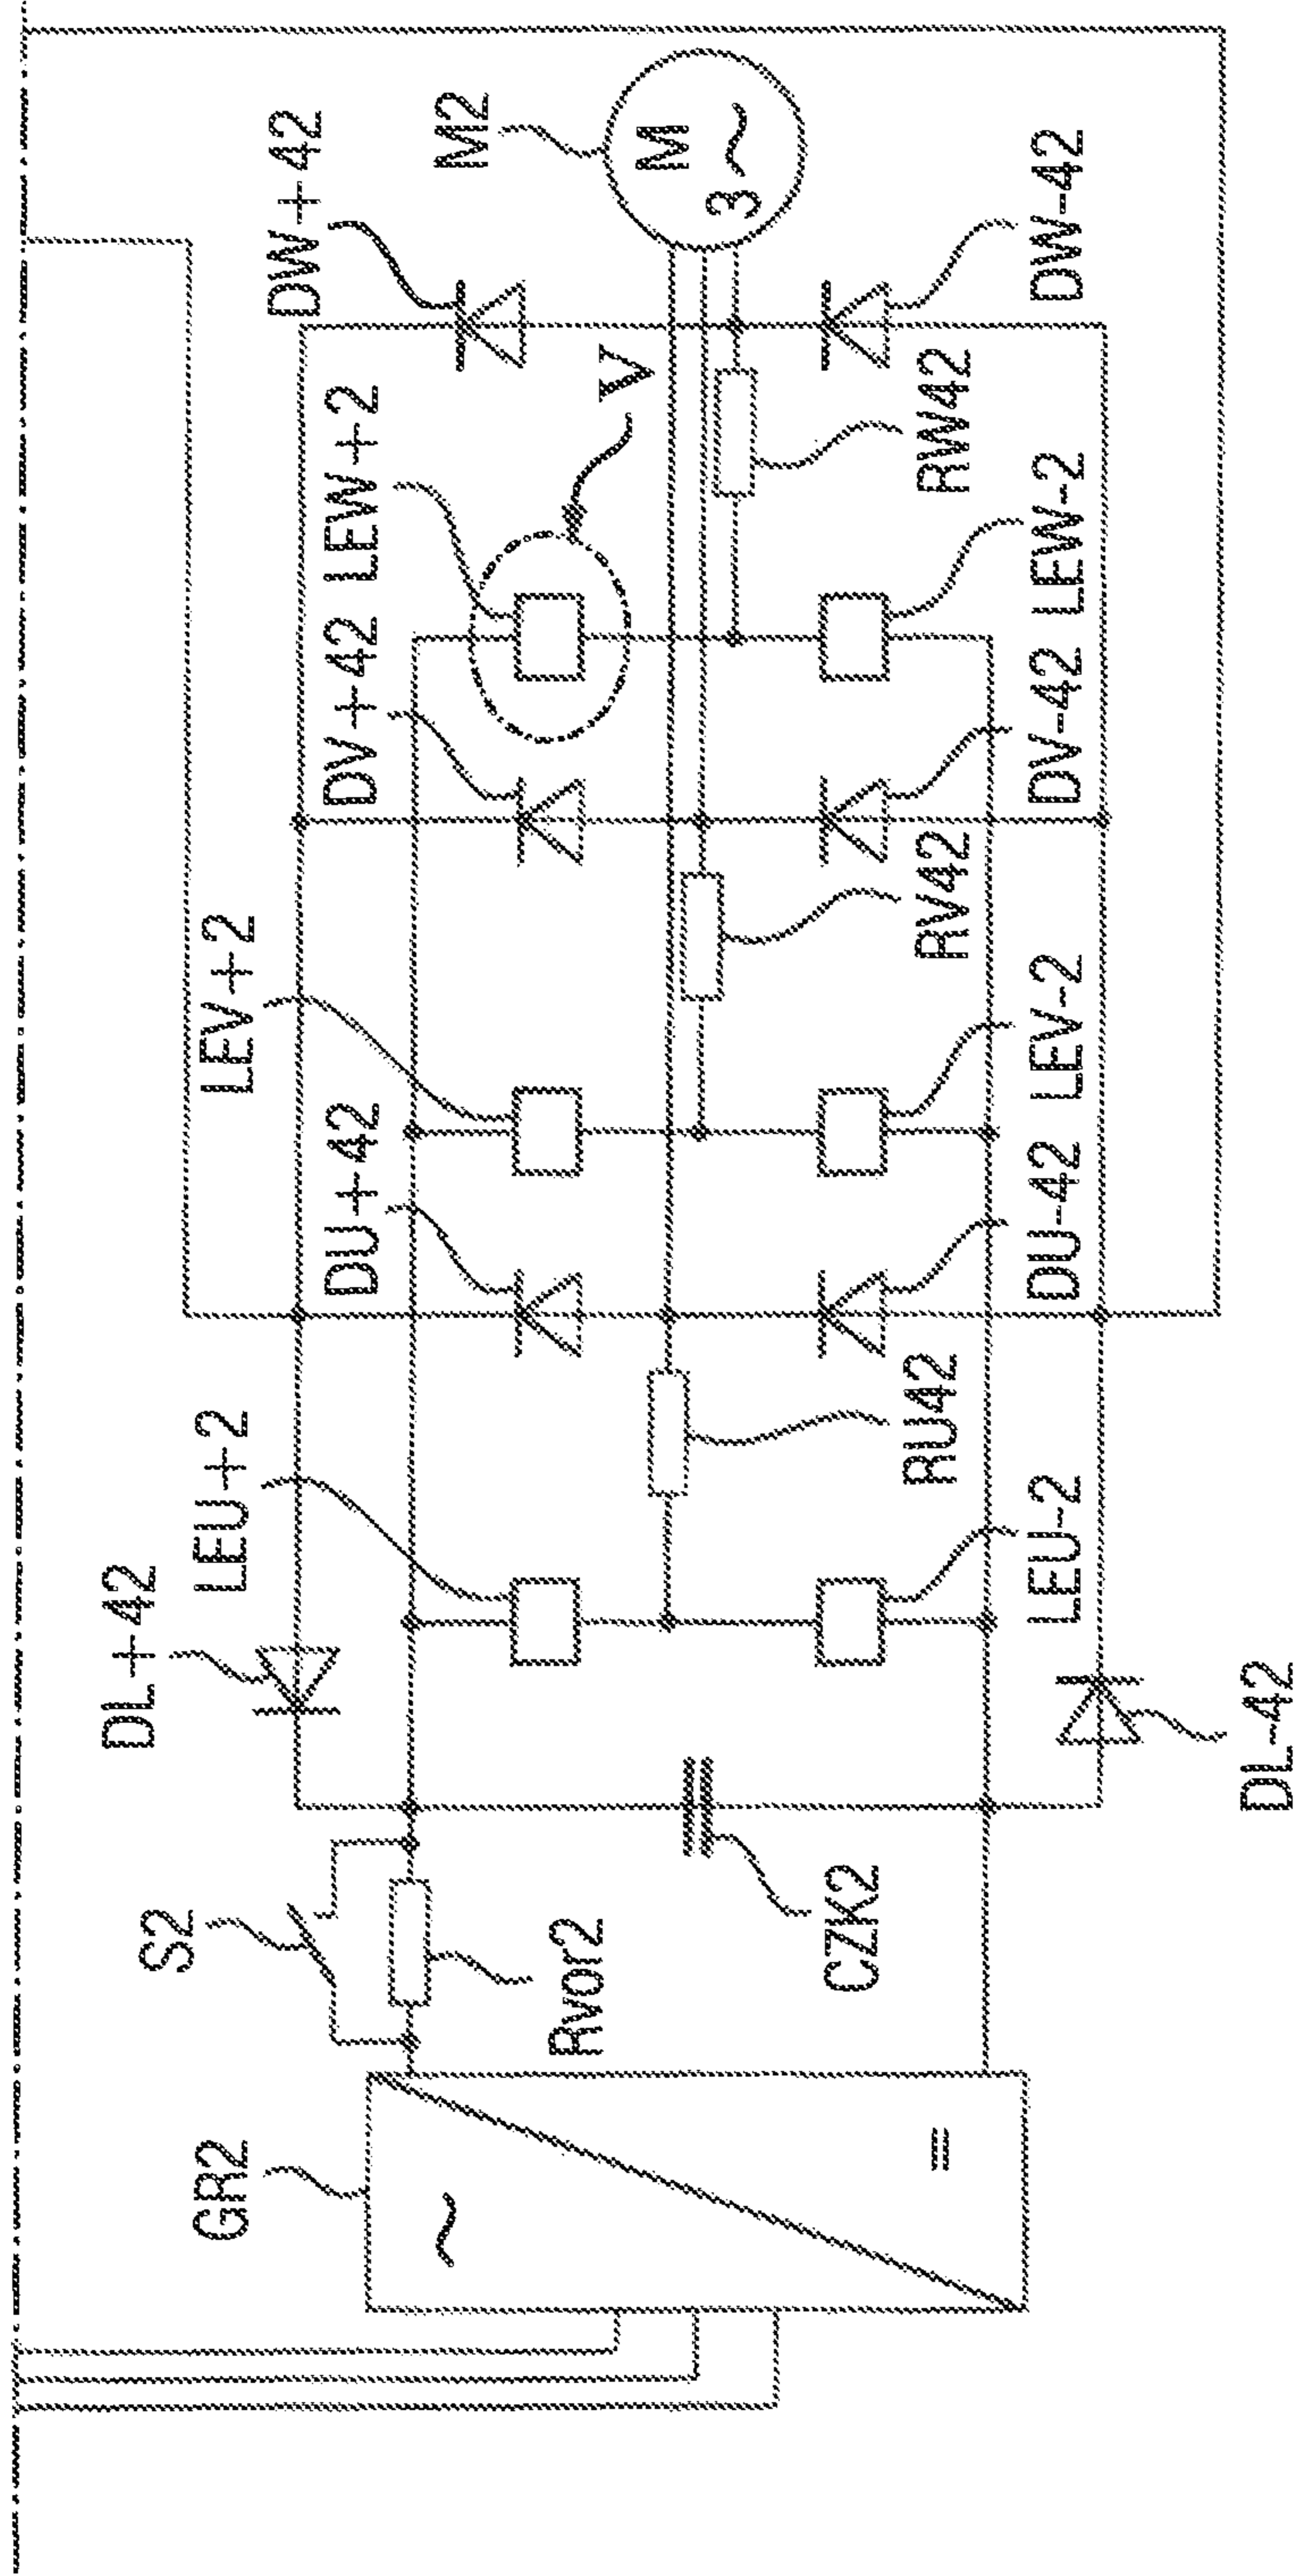 DW+42
M2
M
3~
DW-42
V
DV+42 LEW+2
RW42
DV-42 LEW-2
LEV+2
RV42
DU+42
DU-42 LEV-2
LEU+2
RU42
DL+42
LEU-2
DL-42
S2
Rvor2
CZK2
GR2
~
=